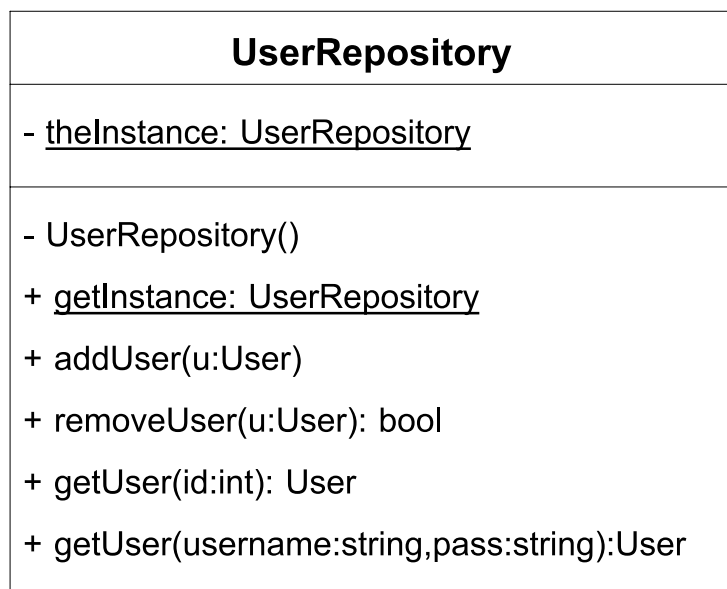 UserRepository
- theInstance: UserRepository
- UserRepository()
+ getInstance: UserRepository
+ addUser(u:User)
+ removeUser(u:User): bool
+ getUser(id:int): User
+ getUser(username:string,pass:string):User